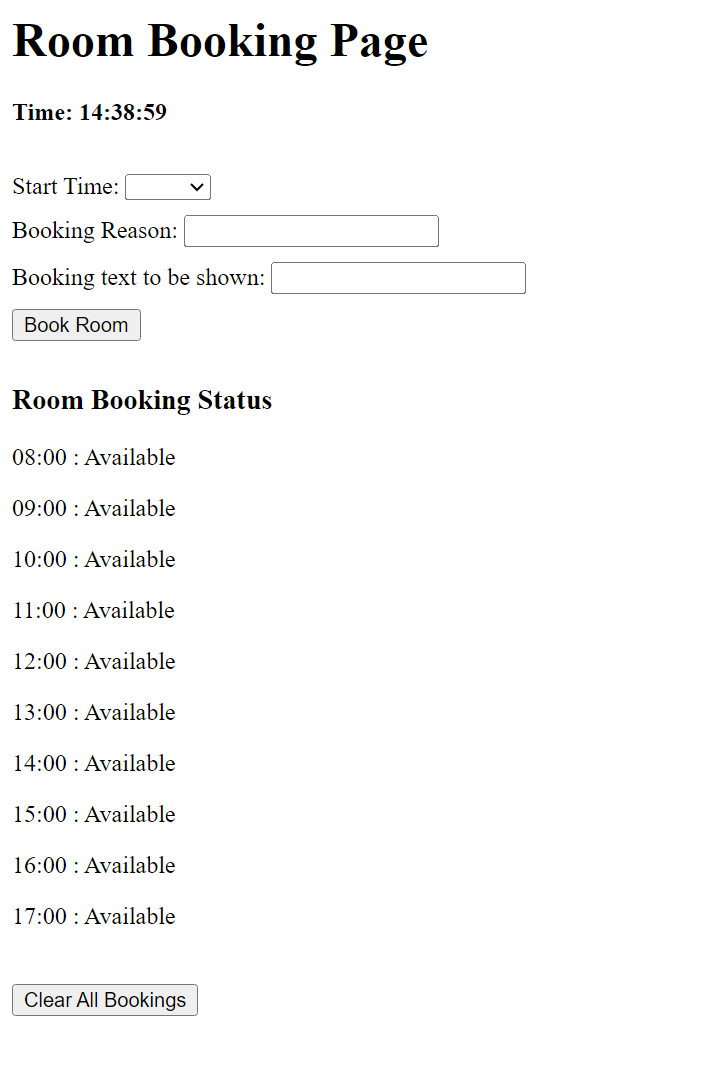 Room Booking Page
Time: 14:38:59
Start Time:
Booking Reason:
Booking text to be shown:
Book Room
Room Booking Status
08:00 : Available
09:00 : Available
10:00 : Available
11:00 : Available
12:00 : Available
13:00 : Available
14:00 : Available
15:00 : Available
16:00 : Available
17:00 : Available
Clear All Bookings